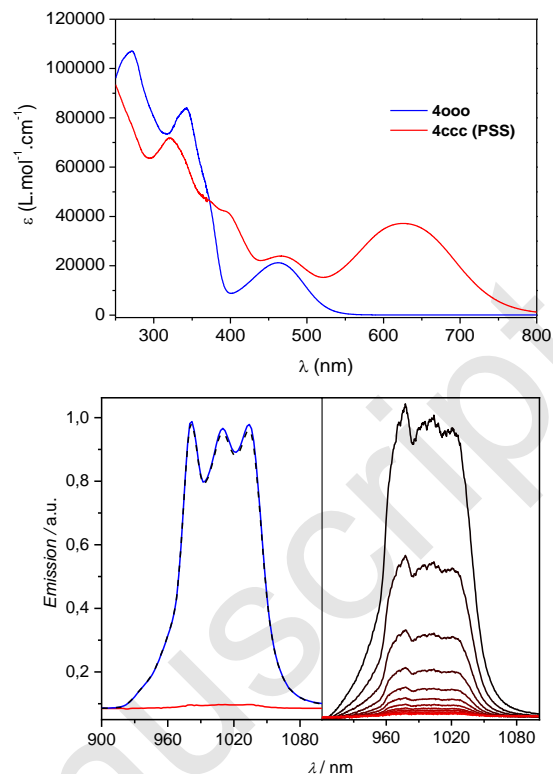 120000
100000
80000
60000
40000
20000
0
ε (L.mol⁻¹.cm⁻¹)
4ooo
4ccc (PSS)
300 400 500 600 700 800
λ (nm)
1,0
0,8
0,6
0,4
0,2
Emission / a.u.
900 960 1020 1080 960 1020 1080
λ / nm
uscript